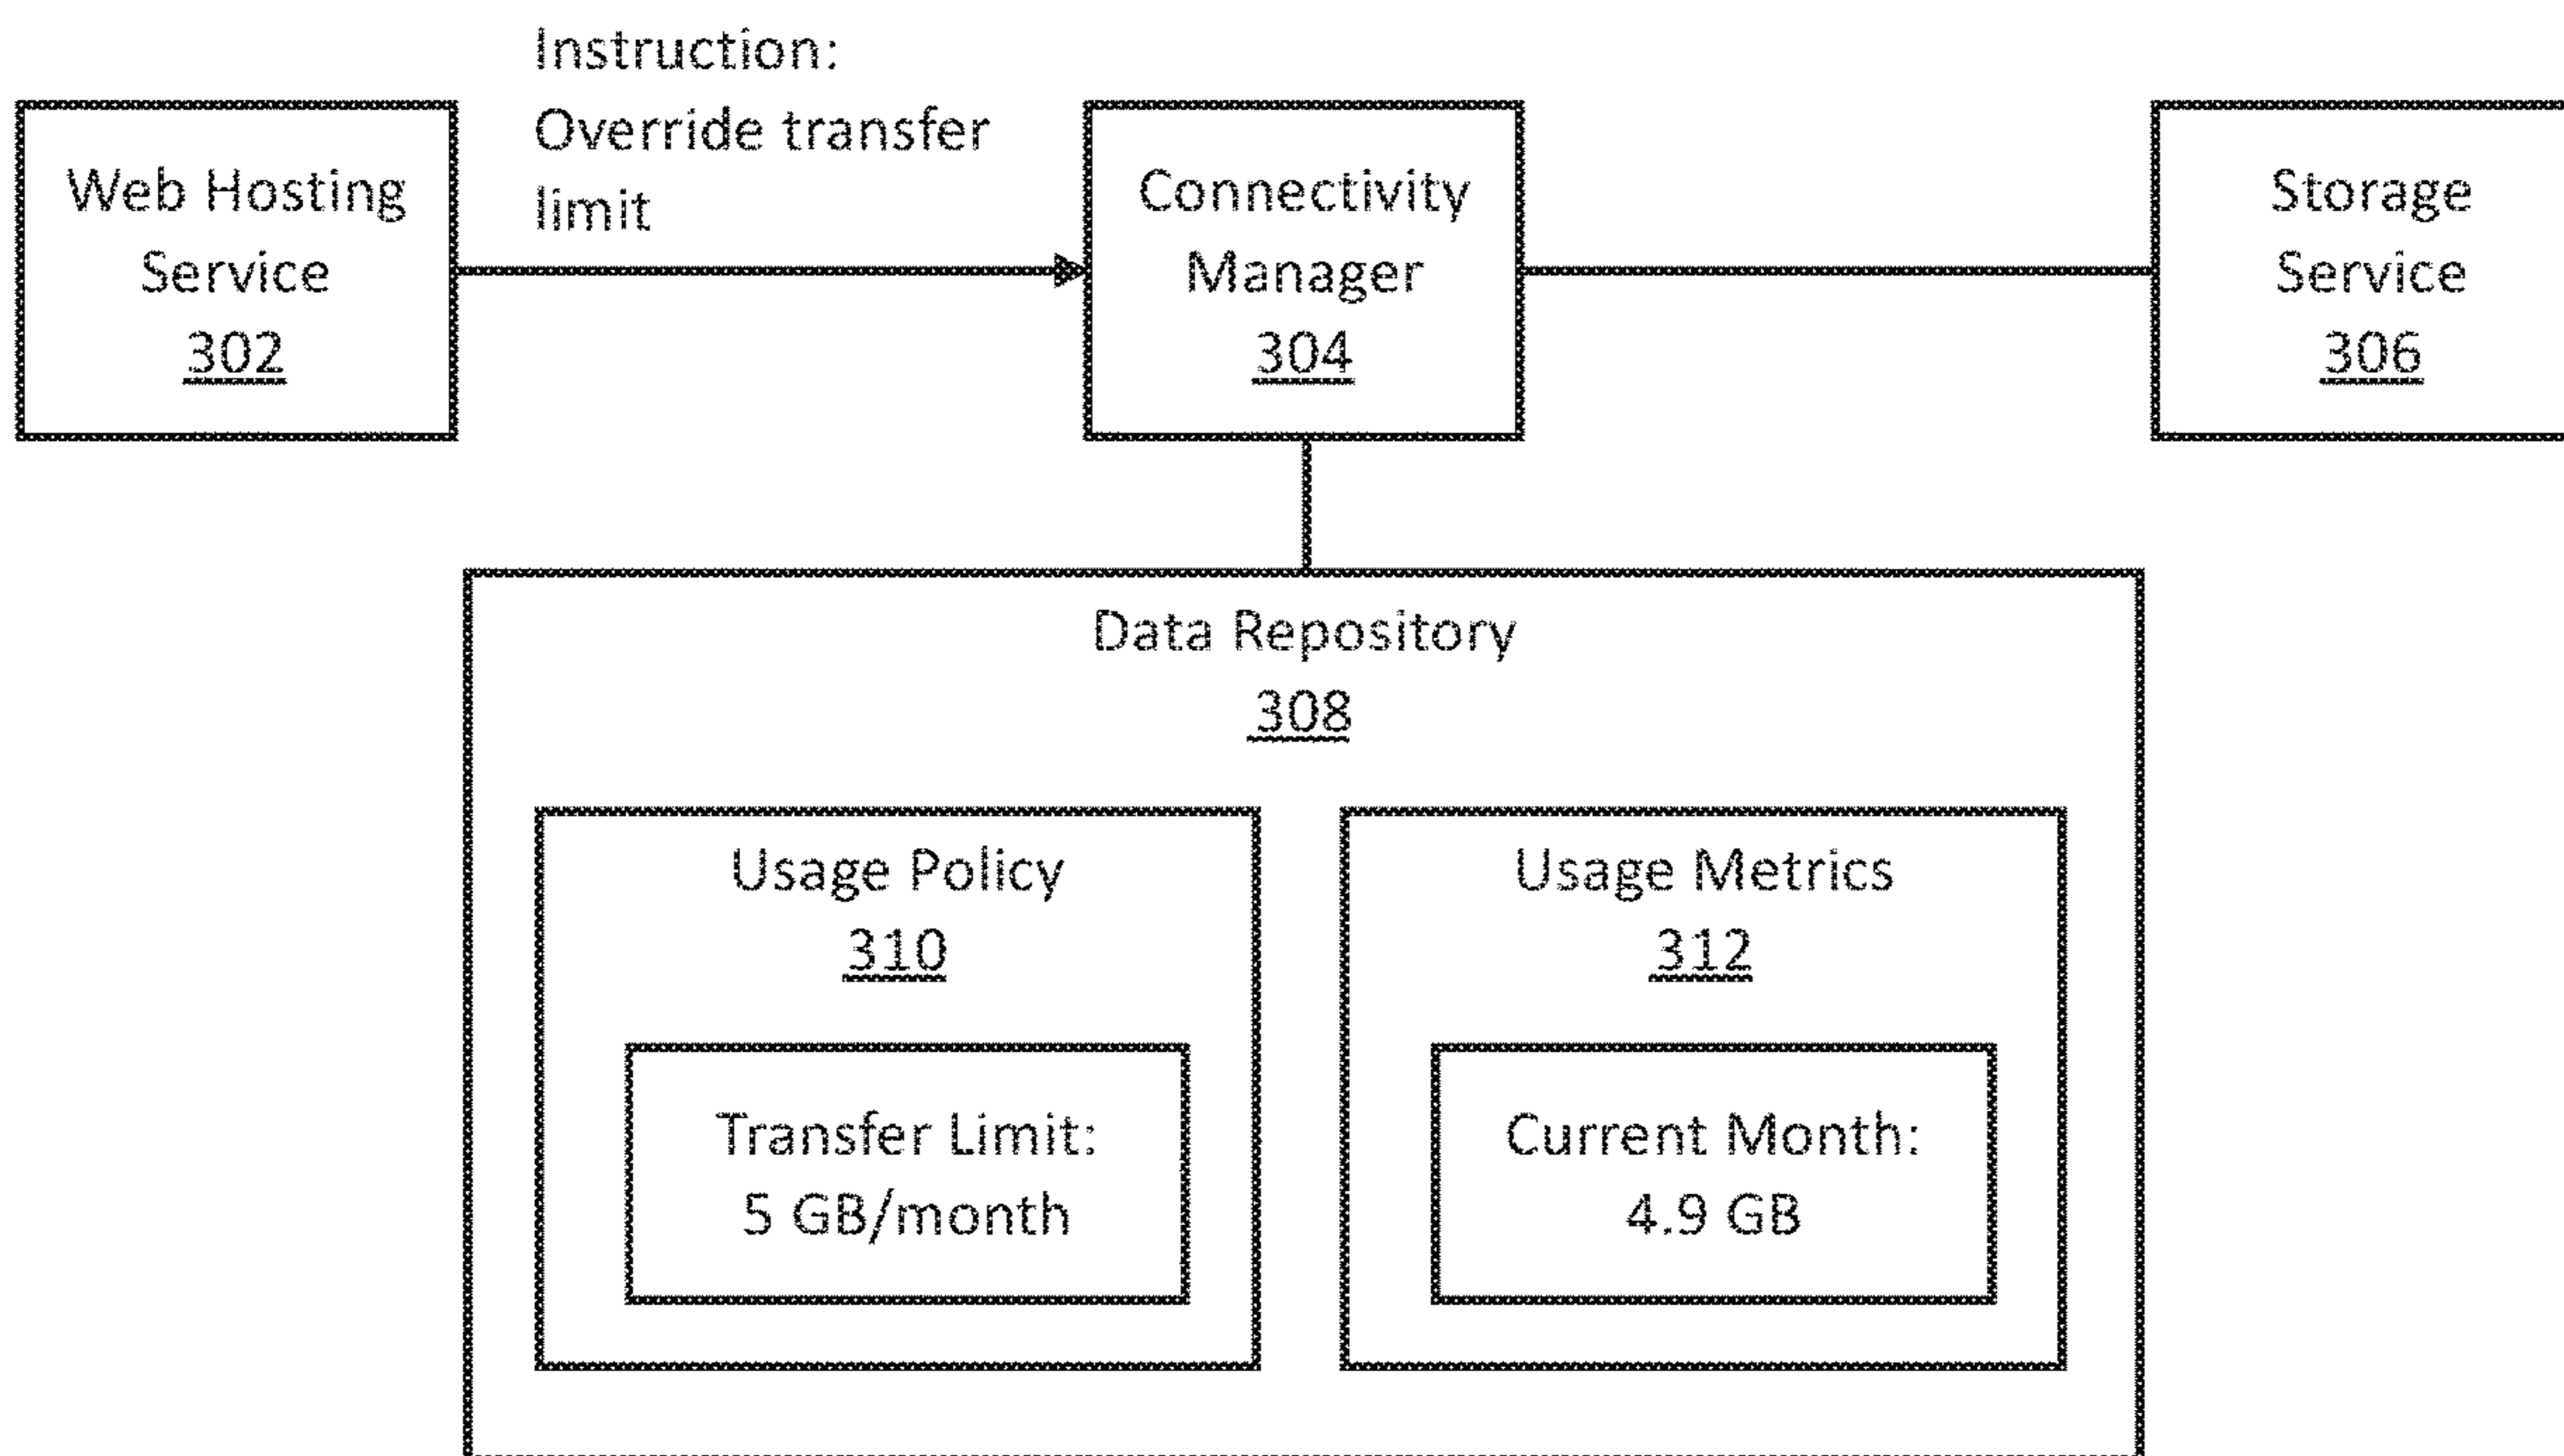 Instruction:
Override transfer
limit
Web Hosting
Service
302
Connectivity
Manager
304
Storage
Service
306
Data Repository
308
Usage Policy
310
Transfer Limit:
5 GB/month
Usage Metrics
312
Current Month:
4.9 GB